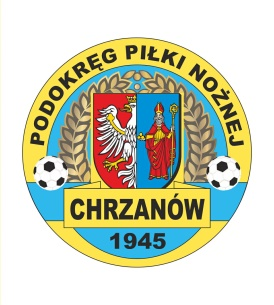 PODOKRĘG PIŁKI NOŻNEJ
CHRZANÓW
1945